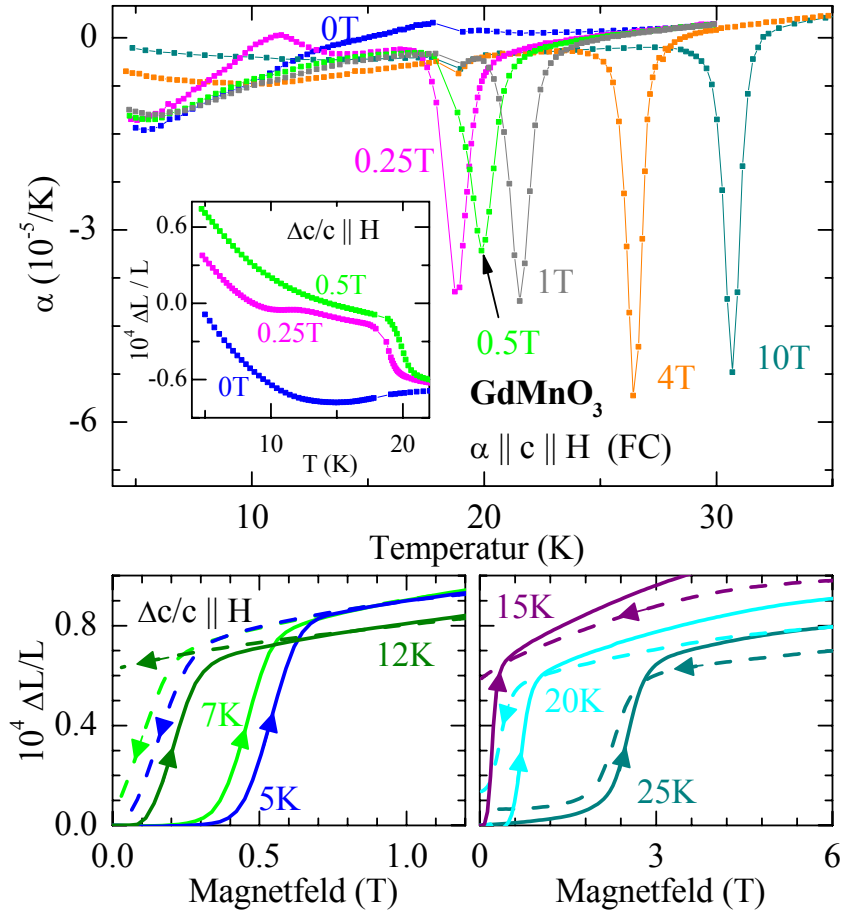 0T
0
0.25T
-3
-6
α (10⁻⁵/K)
0.6
0.0
-0.6
10⁴ ΔL / L
Δc/c || H
0.5T
0.25T
0T
10
20
T (K)
1T
0.5T
4T
10T
GdMnO₃
α || c || H (FC)
10
20
30
Temperatur (K)
0.8
0.4
0.0
10⁴ ΔL/L
Δc/c || H
12K
7K
5K
0.0
0.5
1.0
Magnetfeld (T)
15K
20K
25K
0
3
6
Magnetfeld (T)